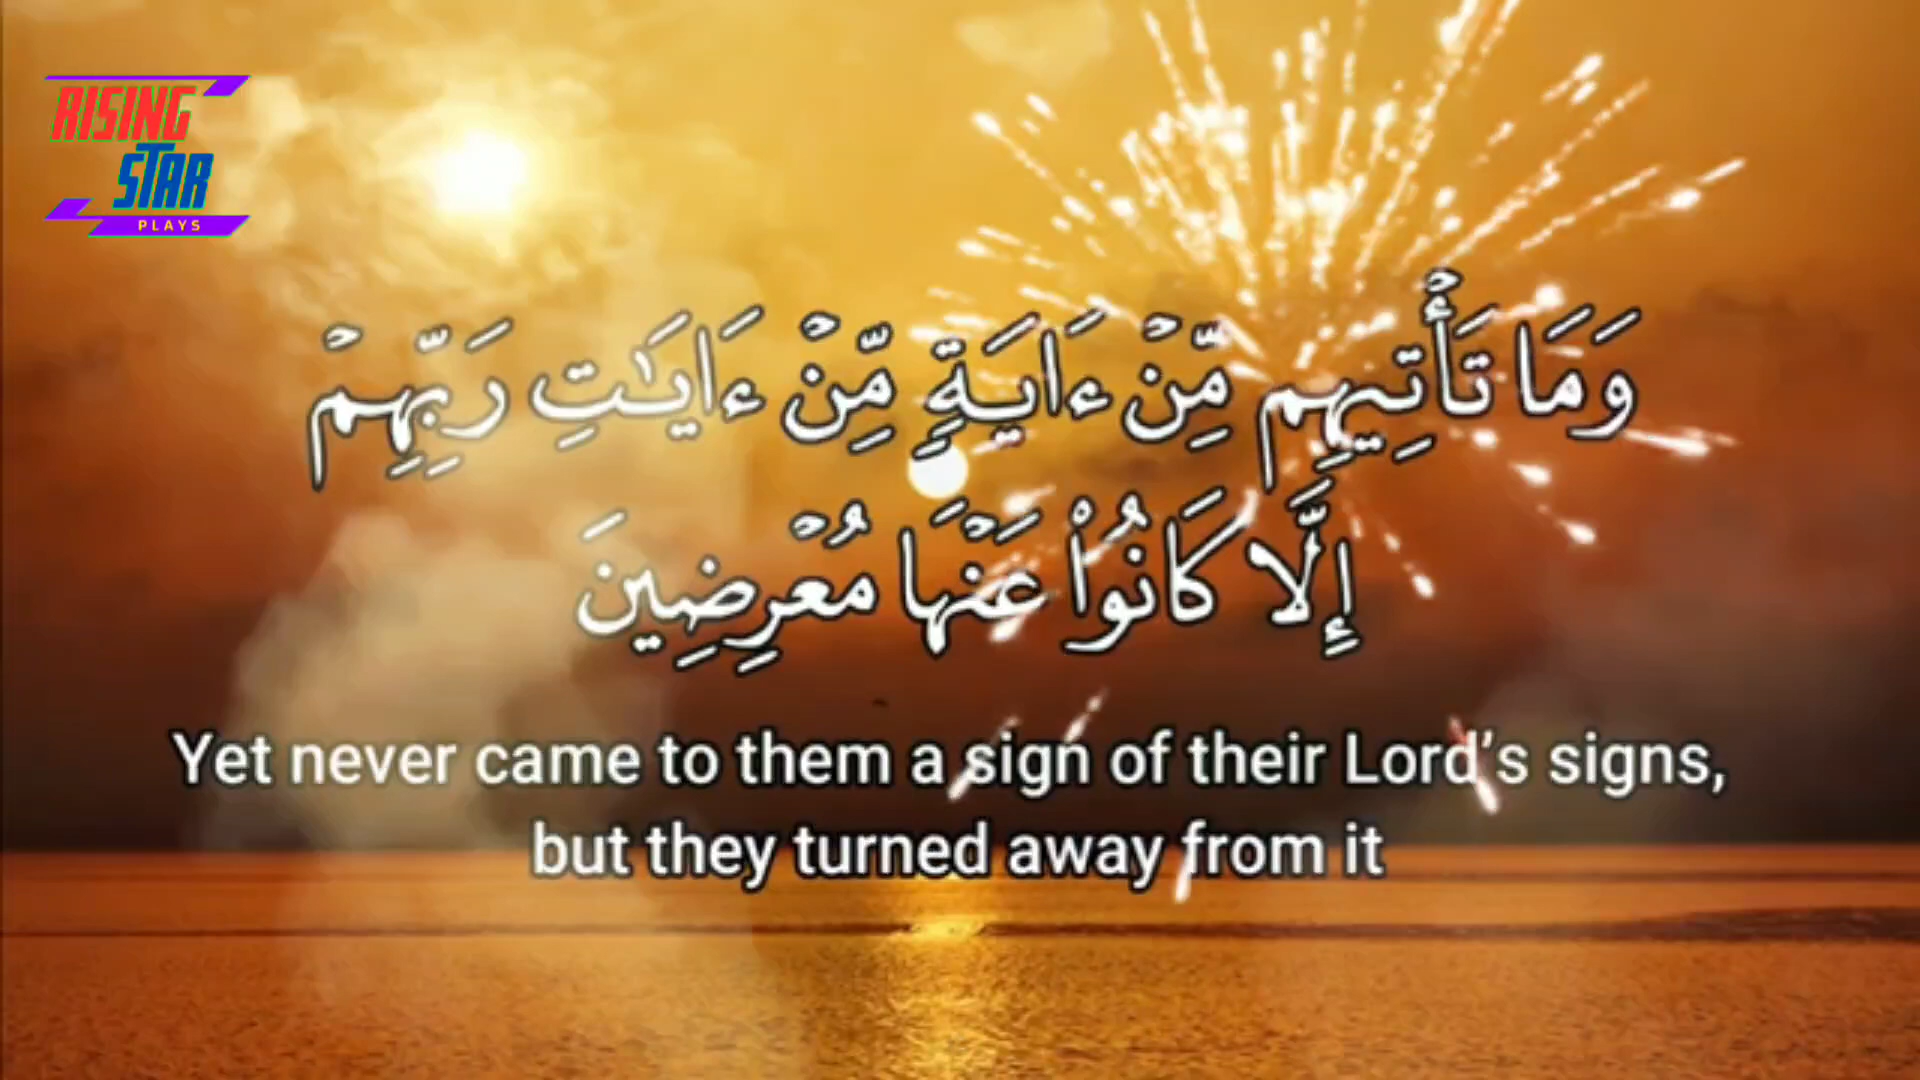 RISING
STAR
PLAYS
وَمَا تَأۡتِيهِم مِّنۡ ءَايَةٍ مِّنۡ ءَايَٰتِ رَبِّهِمۡ
إِلَّا كَانُواْ عَنۡهَا مُعۡرِضِينَ
Yet never came to them a sign of their Lord’s signs,
but they turned away from it